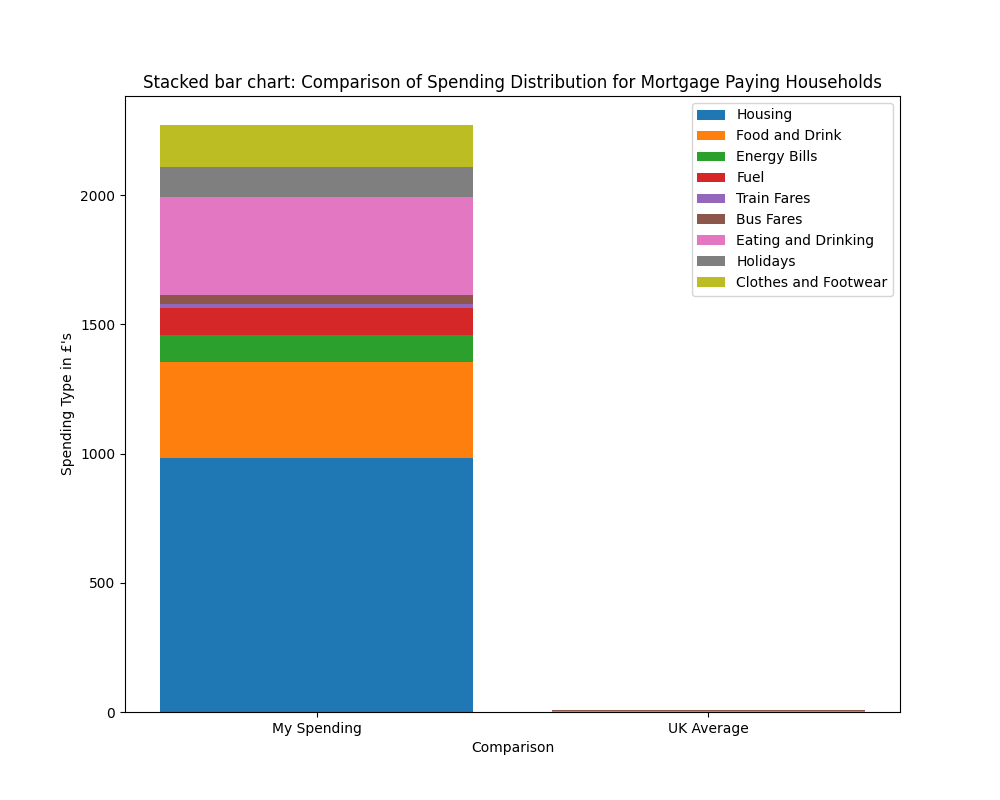 Stacked bar chart: Comparison of Spending Distribution for Mortgage Paying Households
Housing
Food and Drink
Energy Bills
Fuel
Train Fares
Bus Fares
Eating and Drinking
Holidays
Clothes and Footwear
Spending Type in £'s
2000
1500
1000
500
0
My Spending
UK Average
Comparison